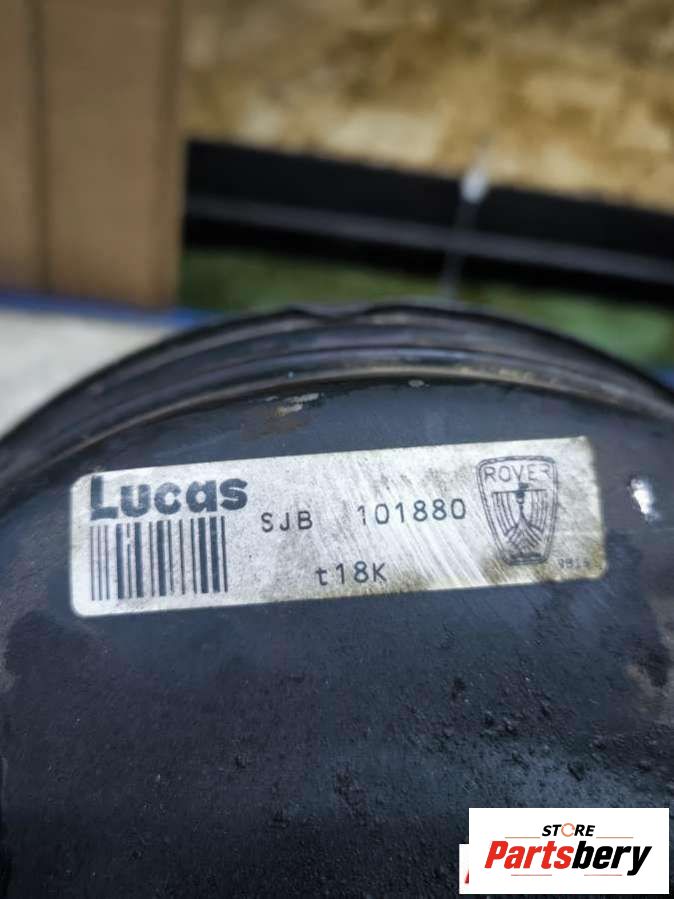 Lucas
SJB 101880
ROVER
t18K
STORE
Partsbery